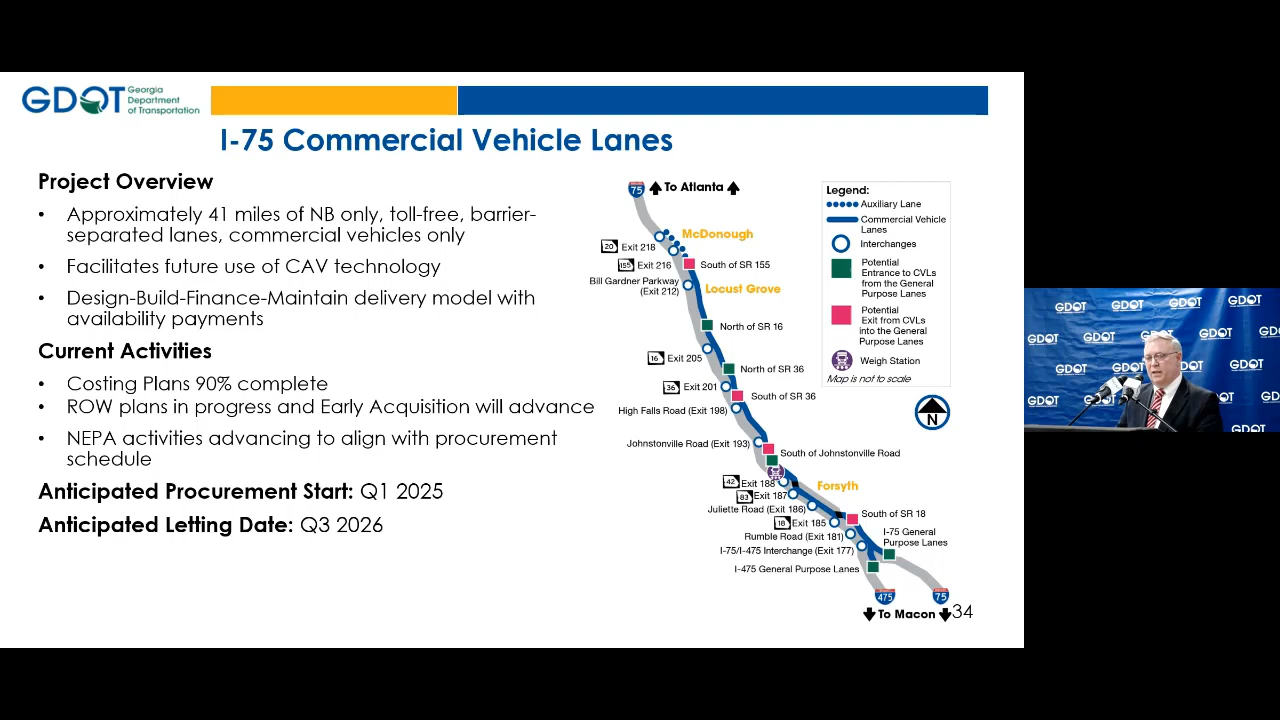 GDOT
Georgia
Department
of Transportation
I-75 Commercial Vehicle Lanes
Project Overview
• Approximately 41 miles of NB only, toll-free, barrier-
separated lanes, commercial vehicles only
• Facilitates future use of CAV technology
• Design-Build-Finance-Maintain delivery model with
availability payments
Current Activities
• Costing Plans 90% complete
• ROW plans in progress and Early Acquisition will advance
• NEPA activities advancing to align with procurement
schedule
Anticipated Procurement Start: Q1 2025
Anticipated Letting Date: Q3 2026
75 To Atlanta
McDonough
20 Exit 218
155 Exit 216
South of SR 155
Bill Gardner Parkway
(Exit 212)
Locust Grove
North of SR 16
16 Exit 205
North of SR 36
36 Exit 201
South of SR 36
High Falls Road (Exit 198)
Johnstonville Road (Exit 193)
South of Johnstonville Road
42 Exit 188
Forsyth
83 Exit 187
Juliette Road (Exit 186)
South of SR 18
18 Exit 185
Rumble Road (Exit 181)
I-75 General
Purpose Lanes
I-75/I-475 Interchange (Exit 177)
I-475 General Purpose Lanes
475
75
To Macon
34
Legend:
Auxiliary Lane
Commercial Vehicle
Lanes
Interchanges
Potential
Entrance to CVLs
from the General
Purpose Lanes
Potential
Exit from CVLs
into the General
Purpose Lanes
Weigh Station
Map is not to scale
N
GDOT
GDOT
GDOT
GDOT
GDOT
GDOT
GDOT
GDOT
GDOT
GDOT
GDOT